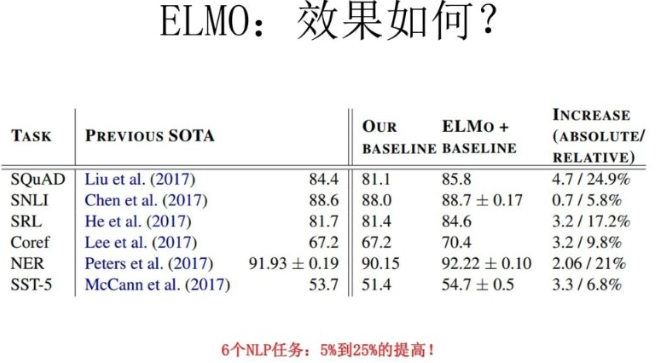 ELMO：效果如何？
TASK PREVIOUS SOTA OUR BASELINE ELMO + BASELINE INCREASE (ABSOLUTE/ RELATIVE)
SQuAD Liu et al. (2017) 84.4 81.1 85.8 4.7 / 24.9%
SNLI Chen et al. (2017) 88.6 88.0 88.7 ± 0.17 0.7 / 5.8%
SRL He et al. (2017) 81.7 81.4 84.6 3.2 / 17.2%
Coref Lee et al. (2017) 67.2 67.2 70.4 3.2 / 9.8%
NER Peters et al. (2017) 91.93 ± 0.19 90.15 92.22 ± 0.10 2.06 / 21%
SST-5 McCann et al. (2017) 53.7 51.4 54.7 ± 0.5 3.3 / 6.8%
6个NLP任务：5%到25%的提高！